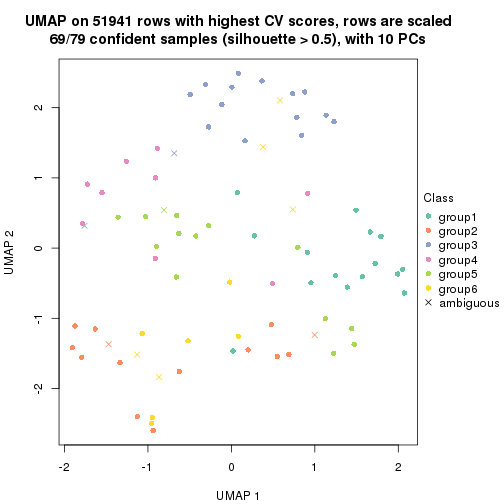 UMAP on 51941 rows with highest CV scores, rows are scaled
69/79 confident samples (silhouette > 0.5), with 10 PCs
2
1
0
-1
-2
UMAP 2
-2
-1
0
1
2
UMAP 1
Class
group1
group2
group3
group4
group5
group6
ambiguous